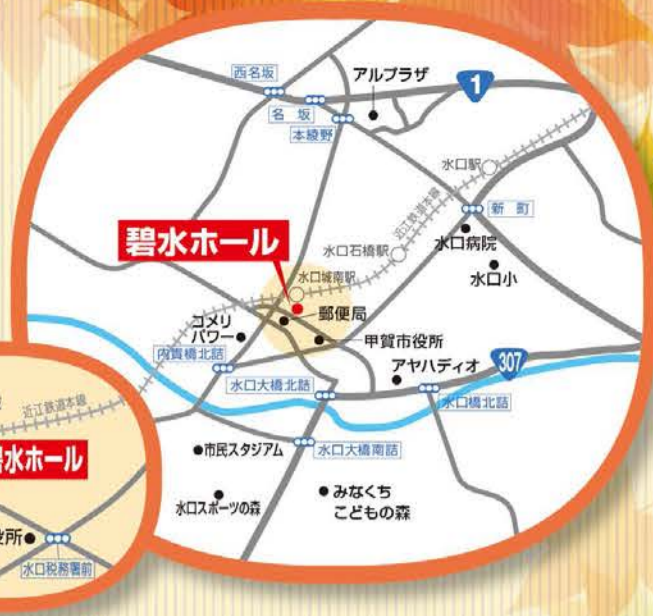 西名坂
アルプラザ
1
名坂
本綾野
水口駅
近江鉄道本線
新町
碧水ホール
水口石橋駅
水口病院
水口小
水口城南駅
郵便局
コメリ
パワー
甲賀市役所
内貴橋北詰
アヤハディオ
307
水口大橋北詰
水口橋北詰
近江鉄道本線
水ホール
市民スタジアム
水口大橋南詰
水口スポーツの森
みなくち
こどもの森
役所
水口税務署前